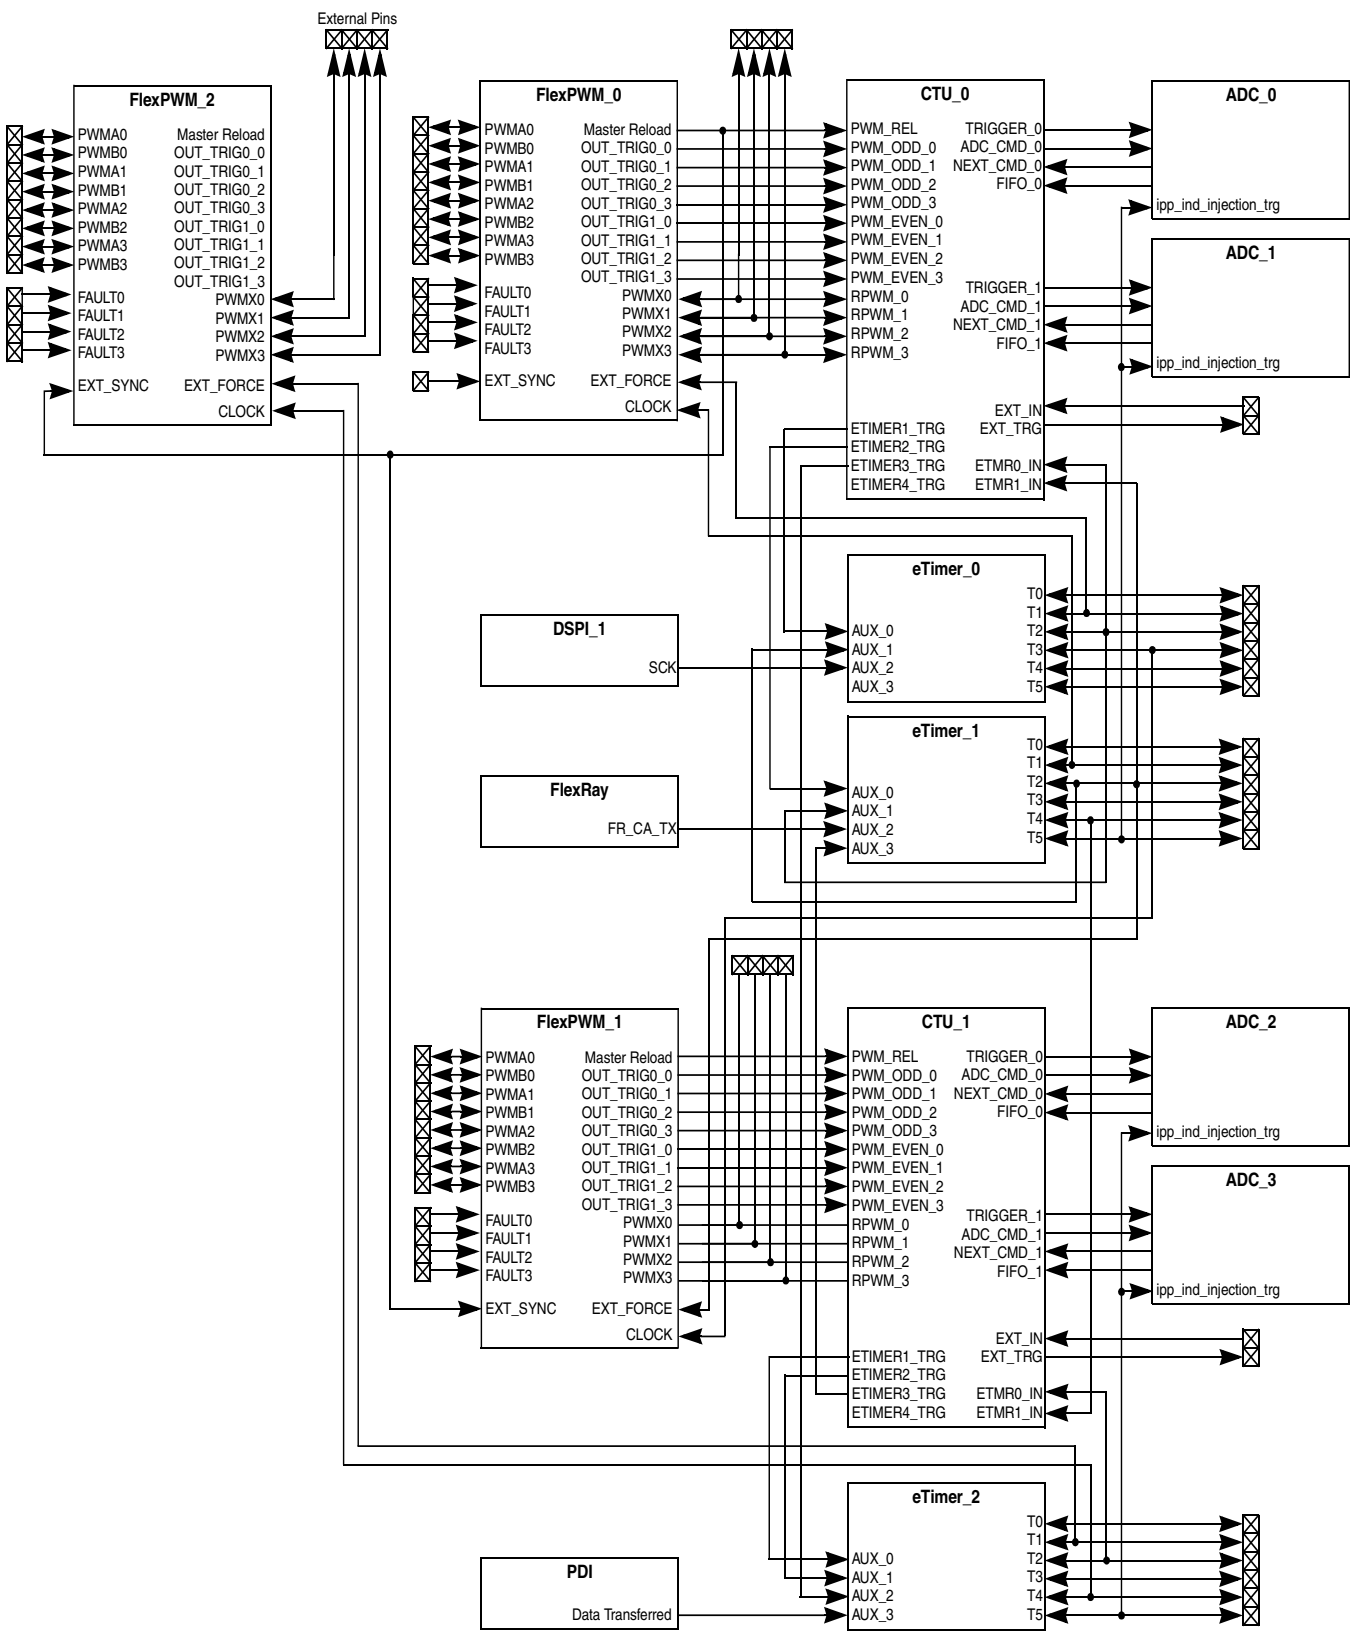 External Pins
FlexPWM_2
PWMA0
PWMB0
PWMA1
PWMB1
PWMA2
PWMB2
PWMA3
PWMB3
FAULT0
FAULT1
FAULT2
FAULT3
EXT_SYNC
Master Reload
OUT_TRIG0_0
OUT_TRIG0_1
OUT_TRIG0_2
OUT_TRIG0_3
OUT_TRIG1_0
OUT_TRIG1_1
OUT_TRIG1_2
OUT_TRIG1_3
PWMX0
PWMX1
PWMX2
PWMX3
EXT_FORCE
CLOCK
FlexPWM_0
PWMA0
PWMB0
PWMA1
PWMB1
PWMA2
PWMB2
PWMA3
PWMB3
FAULT0
FAULT1
FAULT2
FAULT3
EXT_SYNC
Master Reload
OUT_TRIG0_0
OUT_TRIG0_1
OUT_TRIG0_2
OUT_TRIG0_3
OUT_TRIG1_0
OUT_TRIG1_1
OUT_TRIG1_2
OUT_TRIG1_3
PWMX0
PWMX1
PWMX2
PWMX3
EXT_FORCE
CLOCK
CTU_0
PWM_REL
PWM_ODD_0
PWM_ODD_1
PWM_ODD_2
PWM_ODD_3
PWM_EVEN_0
PWM_EVEN_1
PWM_EVEN_2
PWM_EVEN_3
RPWM_0
RPWM_1
RPWM_2
RPWM_3
ETIMER1_TRG
ETIMER2_TRG
ETIMER3_TRG
ETIMER4_TRG
TRIGGER_0
ADC_CMD_0
NEXT_CMD_0
FIFO_0
TRIGGER_1
ADC_CMD_1
NEXT_CMD_1
FIFO_1
EXT_IN
EXT_TRG
ETMR0_IN
ETMR1_IN
ADC_0
ipp_ind_injection_trg
ADC_1
ipp_ind_injection_trg
eTimer_0
AUX_0
AUX_1
AUX_2
AUX_3
T0
T1
T2
T3
T4
T5
DSPI_1
SCK
eTimer_1
AUX_0
AUX_1
AUX_2
AUX_3
T0
T1
T2
T3
T4
T5
FlexRay
FR_CA_TX
FlexPWM_1
PWMA0
PWMB0
PWMA1
PWMB1
PWMA2
PWMB2
PWMA3
PWMB3
FAULT0
FAULT1
FAULT2
FAULT3
EXT_SYNC
Master Reload
OUT_TRIG0_0
OUT_TRIG0_1
OUT_TRIG0_2
OUT_TRIG0_3
OUT_TRIG1_0
OUT_TRIG1_1
OUT_TRIG1_2
OUT_TRIG1_3
PWMX0
PWMX1
PWMX2
PWMX3
EXT_FORCE
CLOCK
CTU_1
PWM_REL
PWM_ODD_0
PWM_ODD_1
PWM_ODD_2
PWM_ODD_3
PWM_EVEN_0
PWM_EVEN_1
PWM_EVEN_2
PWM_EVEN_3
RPWM_0
RPWM_1
RPWM_2
RPWM_3
ETIMER1_TRG
ETIMER2_TRG
ETIMER3_TRG
ETIMER4_TRG
TRIGGER_0
ADC_CMD_0
NEXT_CMD_0
FIFO_0
TRIGGER_1
ADC_CMD_1
NEXT_CMD_1
FIFO_1
EXT_IN
EXT_TRG
ETMR0_IN
ETMR1_IN
ADC_2
ipp_ind_injection_trg
ADC_3
ipp_ind_injection_trg
eTimer_2
AUX_0
AUX_1
AUX_2
AUX_3
T0
T1
T2
T3
T4
T5
PDI
Data Transferred